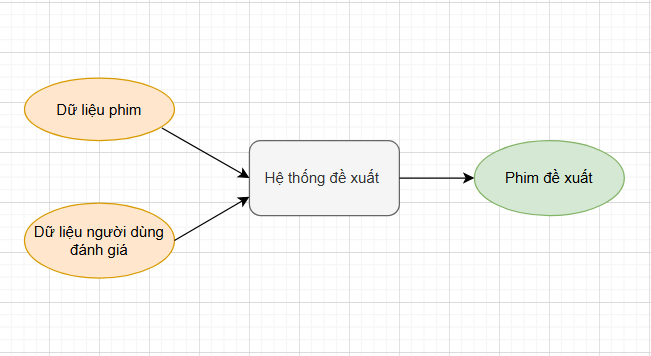 Dữ liệu phim
Hệ thống đề xuất
Phim đề xuất
Dữ liệu người dùng
đánh giá